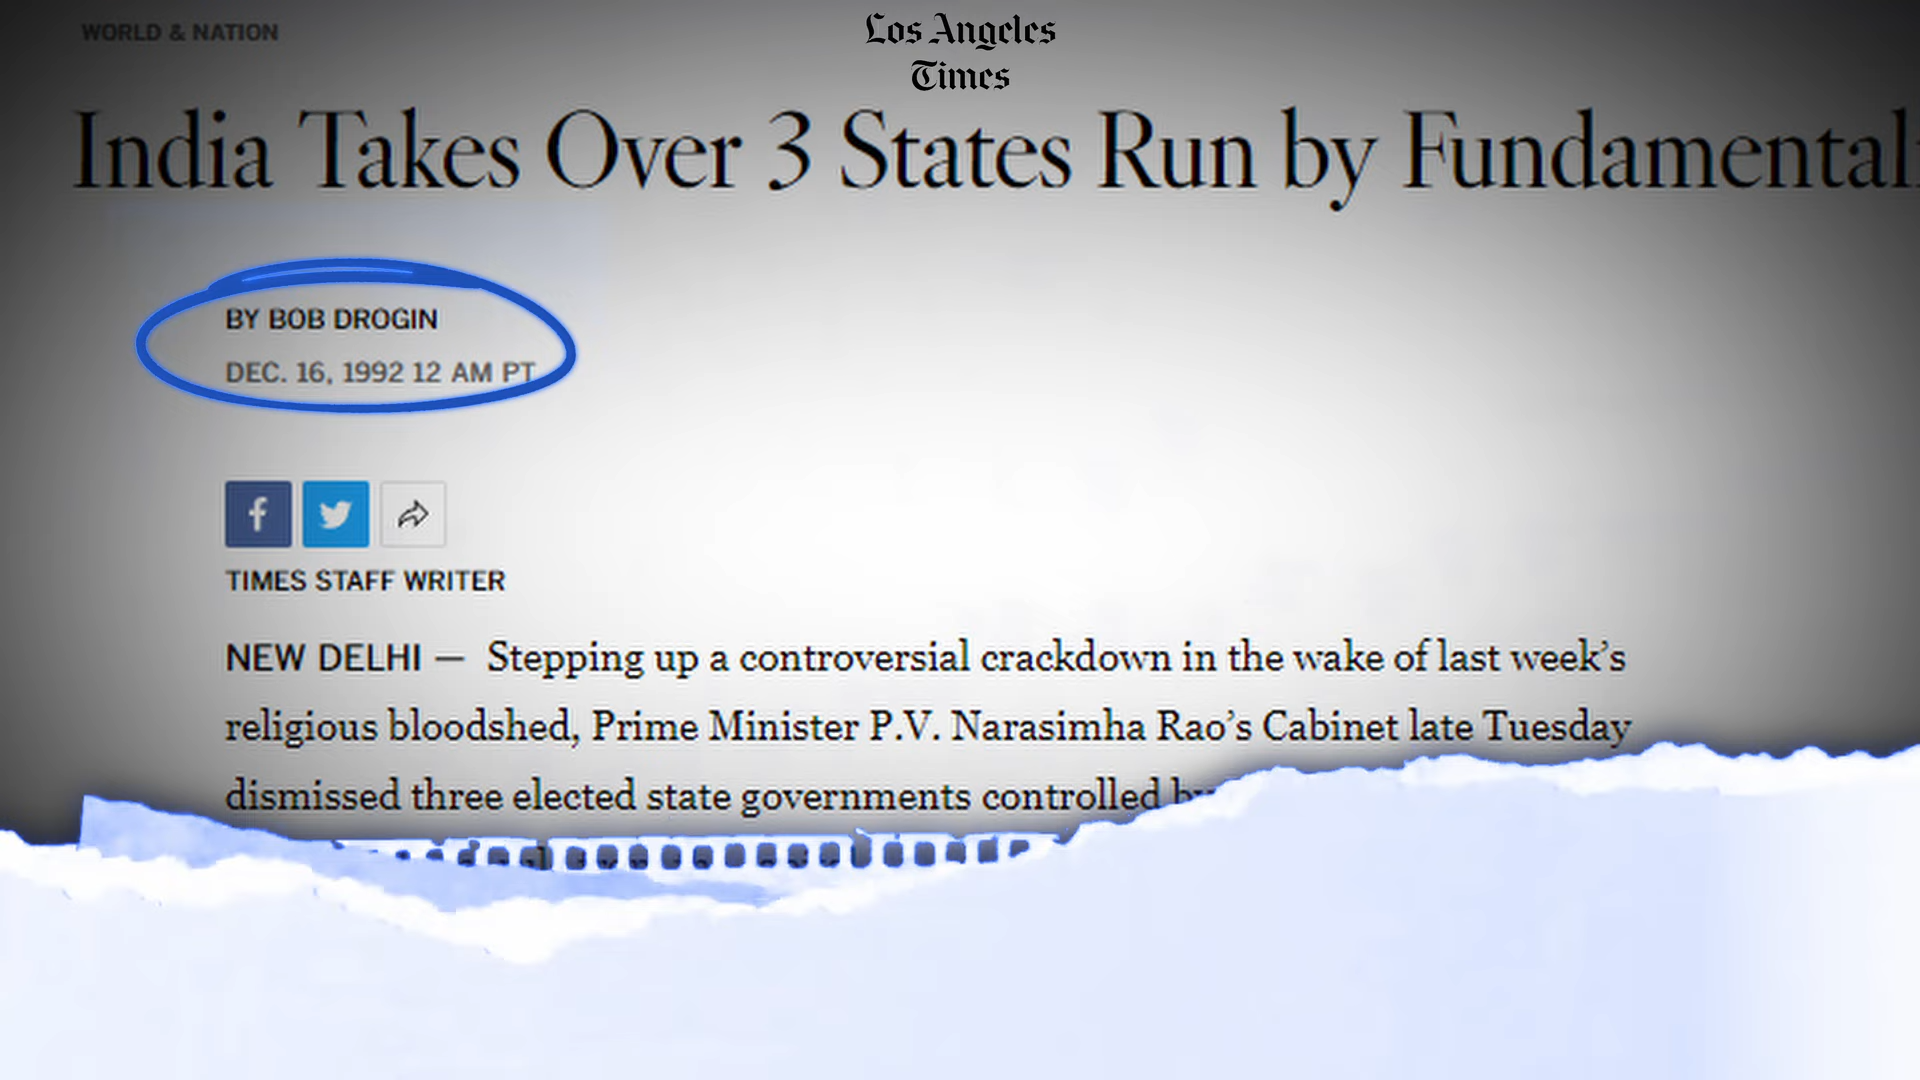 WORLD & NATION
Los Angeles
Times
India Takes Over 3 States Run by Fundamental
BY BOB DROGIN
DEC. 16, 1992 12 AM PT
TIMES STAFF WRITER
NEW DELHI — Stepping up a controversial crackdown in the wake of last week’s
religious bloodshed, Prime Minister P.V. Narasimha Rao’s Cabinet late Tuesday
dismissed three elected state governments controlled by